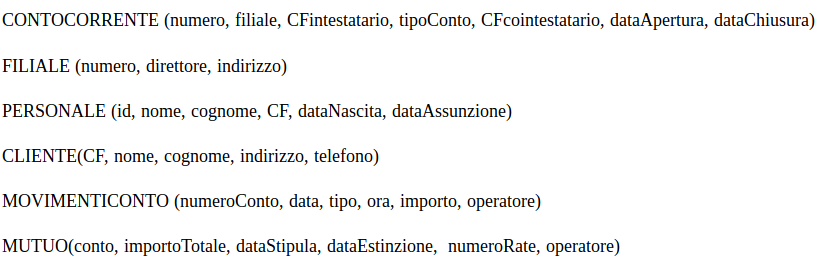 CONTOCORRENTE (numero, filiale, CFintestatario, tipoConto, CFcointestatario, dataApertura, dataChiusura)
FILIALE (numero, direttore, indirizzo)
PERSONALE (id, nome, cognome, CF, dataNascita, dataAssunzione)
CLIENTE(CF, nome, cognome, indirizzo, telefono)
MOVIMENTICONTO (numeroConto, data, tipo, ora, importo, operatore)
MUTUO(conto, importoTotale, dataStipula, dataEstinzione,  numeroRate, operatore)